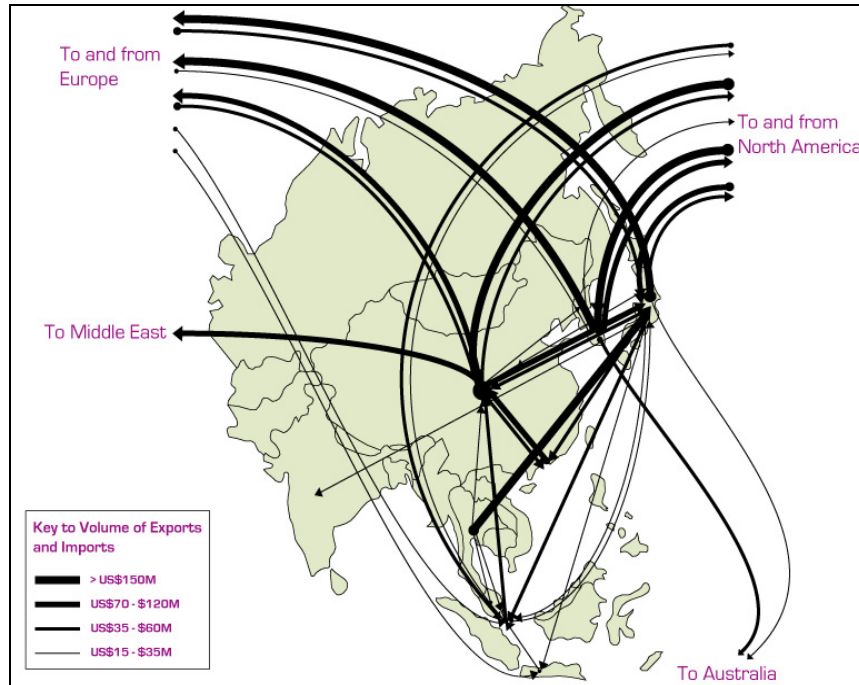 To and from
Europe
To and from
North America
To Middle East
Key to Volume of Exports
and Imports
> US$150M
US$70 - $120M
US$35 - $60M
US$15 - $35M
To Australia